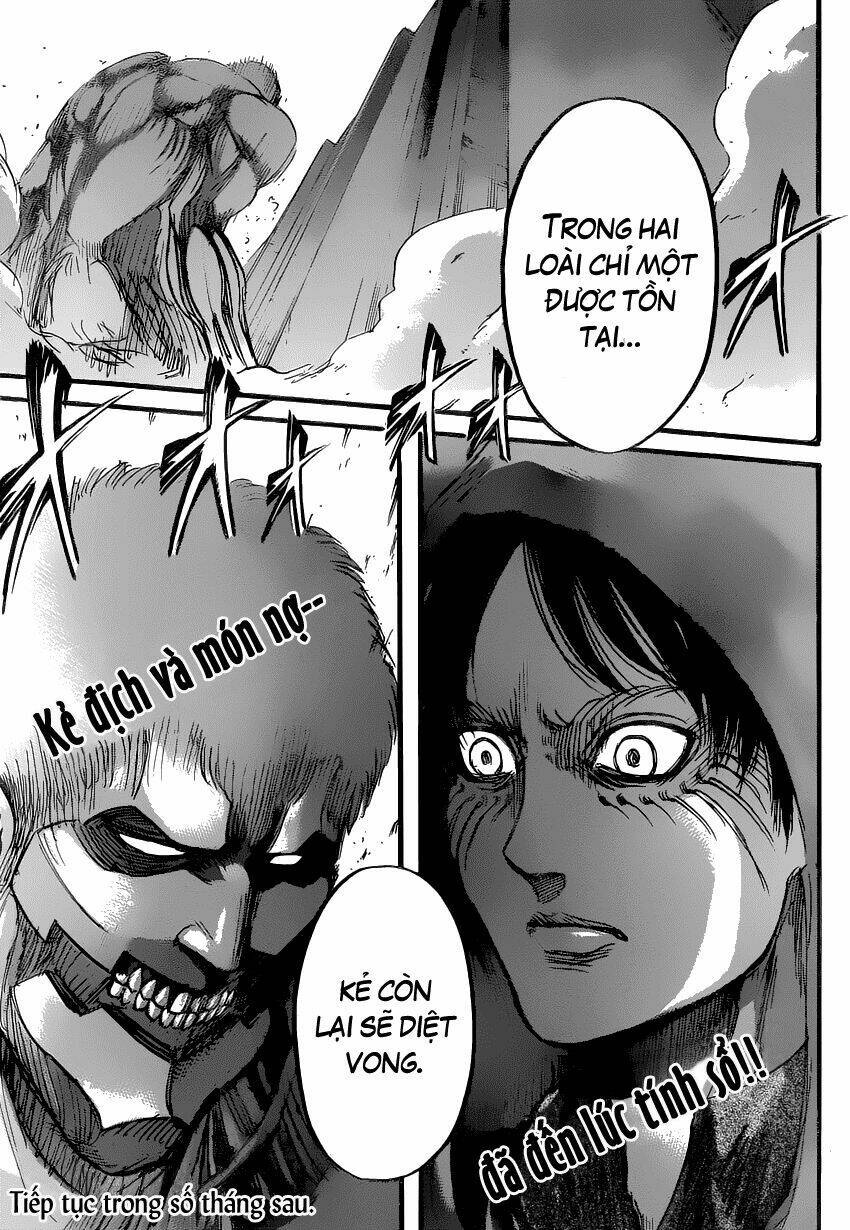 TRONG HAI
LOÀI CHỈ MỘT
ĐƯỢC TỒN
TẠI...
Kẻ địch và món nợ--
KẺ CÒN
LẠI SẼ DIỆT
VONG.
đã đến lúc tính sổ!!
Tiếp tục trong số tháng sau.